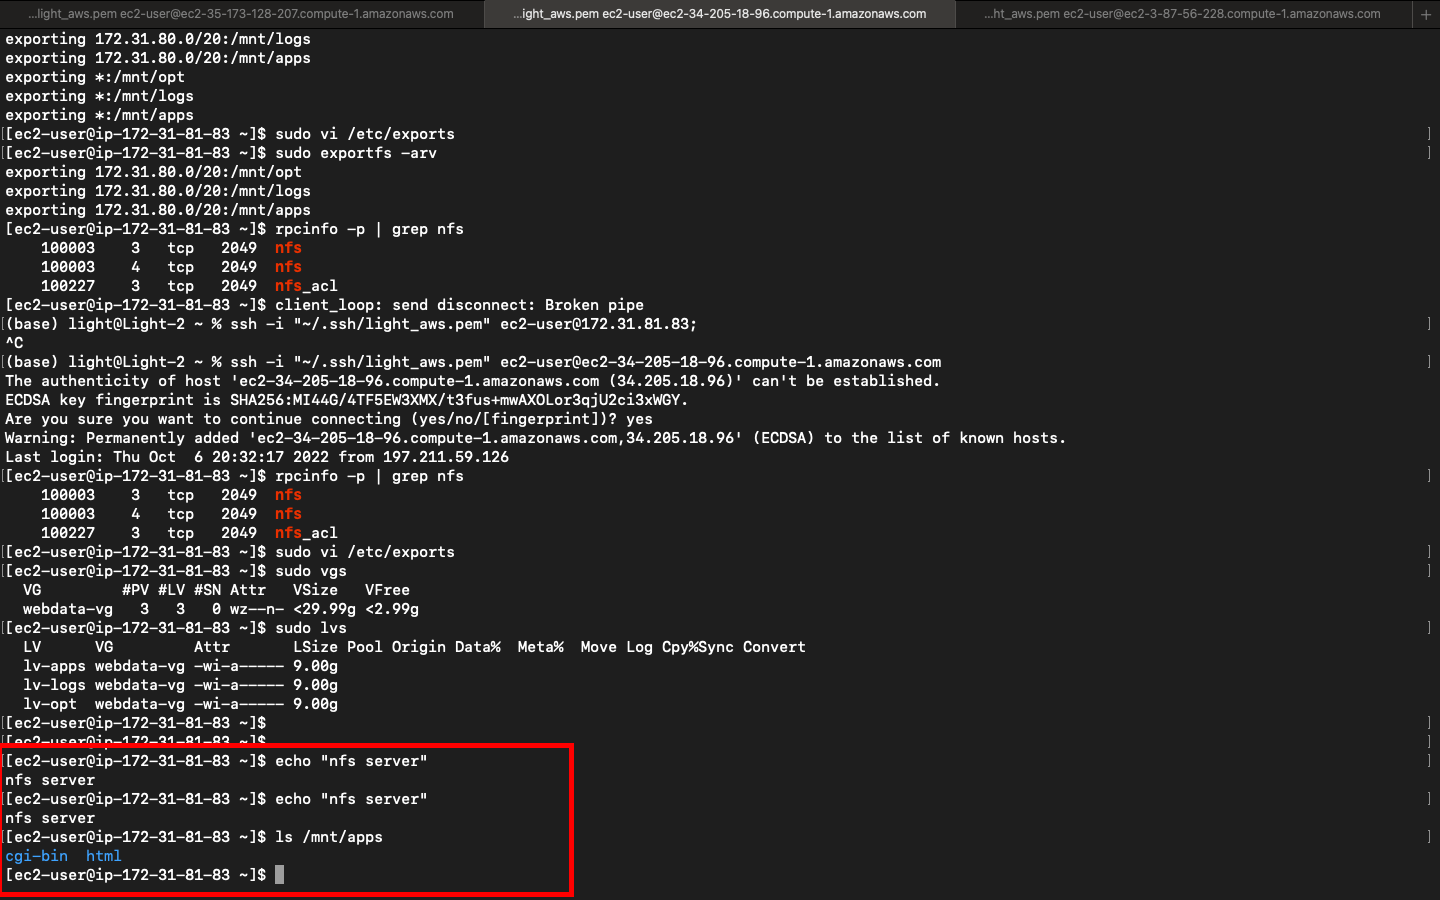 ...light_aws.pem ec2-user@ec2-35-173-128-207.compute-1.amazonaws.com
...ight_aws.pem ec2-user@ec2-34-205-18-96.compute-1.amazonaws.com
...ht_aws.pem ec2-user@ec2-3-87-56-228.compute-1.amazonaws.com
+
exporting 172.31.80.0/20:/mnt/logs
exporting 172.31.80.0/20:/mnt/apps
exporting *:/mnt/opt
exporting *:/mnt/logs
exporting *:/mnt/apps
[[ec2-user@ip-172-31-81-83 ~]$ sudo vi /etc/exports ]
[[ec2-user@ip-172-31-81-83 ~]$ sudo exportfs -arv ]
exporting 172.31.80.0/20:/mnt/opt
exporting 172.31.80.0/20:/mnt/logs
exporting 172.31.80.0/20:/mnt/apps
[ec2-user@ip-172-31-81-83 ~]$ rpcinfo -p | grep nfs
    100003    3   tcp   2049  nfs
    100003    4   tcp   2049  nfs
    100227    3   tcp   2049  nfs_acl
[ec2-user@ip-172-31-81-83 ~]$ client_loop: send disconnect: Broken pipe
[(base) light@Light-2 ~ % ssh -i "~/.ssh/light_aws.pem" ec2-user@172.31.81.83; ]
^C
[(base) light@Light-2 ~ % ssh -i "~/.ssh/light_aws.pem" ec2-user@ec2-34-205-18-96.compute-1.amazonaws.com ]
The authenticity of host 'ec2-34-205-18-96.compute-1.amazonaws.com (34.205.18.96)' can't be established.
ECDSA key fingerprint is SHA256:MI44G/4TF5EW3XMX/t3fus+mwAXOLor3qjU2ci3xWGY.
Are you sure you want to continue connecting (yes/no/[fingerprint])? yes
Warning: Permanently added 'ec2-34-205-18-96.compute-1.amazonaws.com,34.205.18.96' (ECDSA) to the list of known hosts.
Last login: Thu Oct  6 20:32:17 2022 from 197.211.59.126
[[ec2-user@ip-172-31-81-83 ~]$ rpcinfo -p | grep nfs ]
    100003    3   tcp   2049  nfs
    100003    4   tcp   2049  nfs
    100227    3   tcp   2049  nfs_acl
[[ec2-user@ip-172-31-81-83 ~]$ sudo vi /etc/exports ]
[[ec2-user@ip-172-31-81-83 ~]$ sudo vgs ]
  VG         #PV #LV #SN Attr   VSize   VFree
  webdata-vg   3   3   0 wz--n- <29.99g <2.99g
[[ec2-user@ip-172-31-81-83 ~]$ sudo lvs ]
  LV      VG         Attr       LSize Pool Origin Data%  Meta%  Move Log Cpy%Sync Convert
  lv-apps webdata-vg -wi-a----- 9.00g
  lv-logs webdata-vg -wi-a----- 9.00g
  lv-opt  webdata-vg -wi-a----- 9.00g
[[ec2-user@ip-172-31-81-83 ~]$ ]
[[ec2-user@ip-172-31-81-83 ~]$ ]
[[ec2-user@ip-172-31-81-83 ~]$ echo "nfs server" ]
nfs server
[[ec2-user@ip-172-31-81-83 ~]$ echo "nfs server" ]
nfs server
[[ec2-user@ip-172-31-81-83 ~]$ ls /mnt/apps ]
cgi-bin  html
[ec2-user@ip-172-31-81-83 ~]$